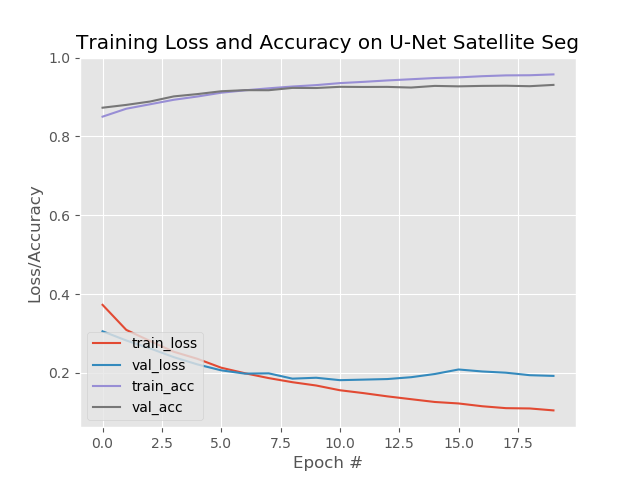 Training Loss and Accuracy on U-Net Satellite Seg
1.0
0.8
0.6
0.4
0.2
Loss/Accuracy
train_loss
val_loss
train_acc
val_acc
0.0 2.5 5.0 7.5 10.0 12.5 15.0 17.5
Epoch #